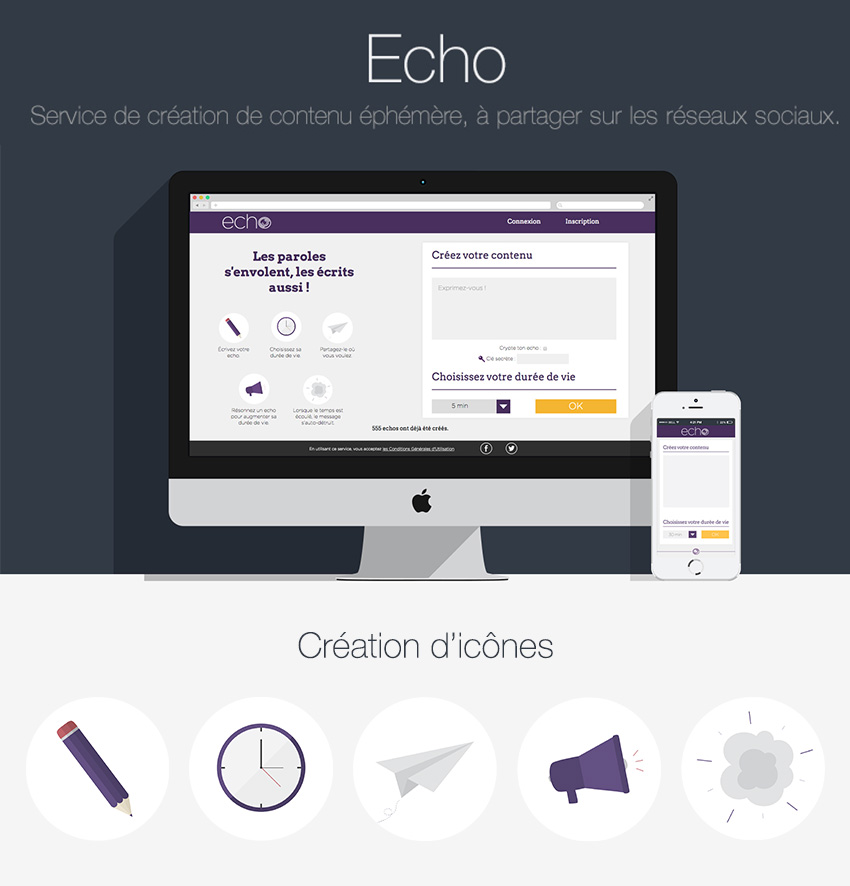 Echo
Service de création de contenu éphémère, à partager sur les réseaux sociaux.
echo
Connexion
Inscription
Les paroles
s'envolent, les écrits
aussi !
Écrivez votre
echo.
Choisissez sa
durée de vie.
Partagez-le où
vous voulez.
Résonnez un echo
pour augmenter sa
durée de vie.
Lorsque le temps est
écoulé, le message
s'auto-détruit
555 echos ont déjà été créés.
Créez votre contenu
Exprimez-vous !
Crypte ton echo :
Clé secrète :
Choisissez votre durée de vie
5 min
OK
En utilisant ce service, vous acceptez les Conditions Générales d'Utilisation
4:21 PM
echo
Créez votre contenu
Choisissez votre durée de vie
OK
Création d'icônes